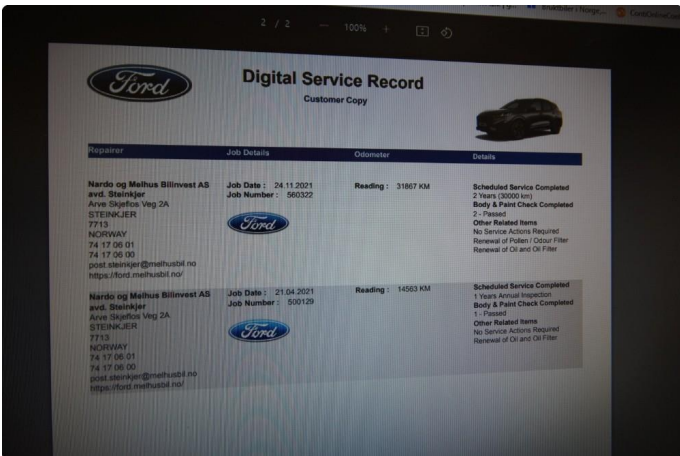 2 / 2 — 100% +
Ford
Digital Service Record
Customer Copy
Repairer Job Details Odometer Details
Nardo og Melhus Bilinvest AS
avd. Steinkjer
Arve Skjeflos Veg 2A
STEINKJER
7713
NORWAY
74 17 06 01
74 17 06 00
post.steinkjer@melhusbil.no
https://ford.melhusbil.no/
Job Date : 24.11.2021
Job Number : 560322
Ford
Reading : 31867 KM
Scheduled Service Completed
2 Years (30000 km)
Body & Paint Check Completed
2 - Passed
Other Related Items
No Service Actions Required
Renewal of Pollen / Odour Filter
Renewal of Oil and Oil Filter
Nardo og Melhus Bilinvest AS
avd. Steinkjer
Arve Skjeflos Veg 2A
STEINKJER
7713
NORWAY
74 17 06 01
74 17 06 00
post.steinkjer@melhusbil.no
https://ford.melhusbil.no/
Job Date : 21.04.2021
Job Number : 500129
Ford
Reading : 14563 KM
Scheduled Service Completed
1 Years Annual Inspection
Body & Paint Check Completed
1 - Passed
Other Related Items
No Service Actions Required
Renewal of Oil and Oil Filter